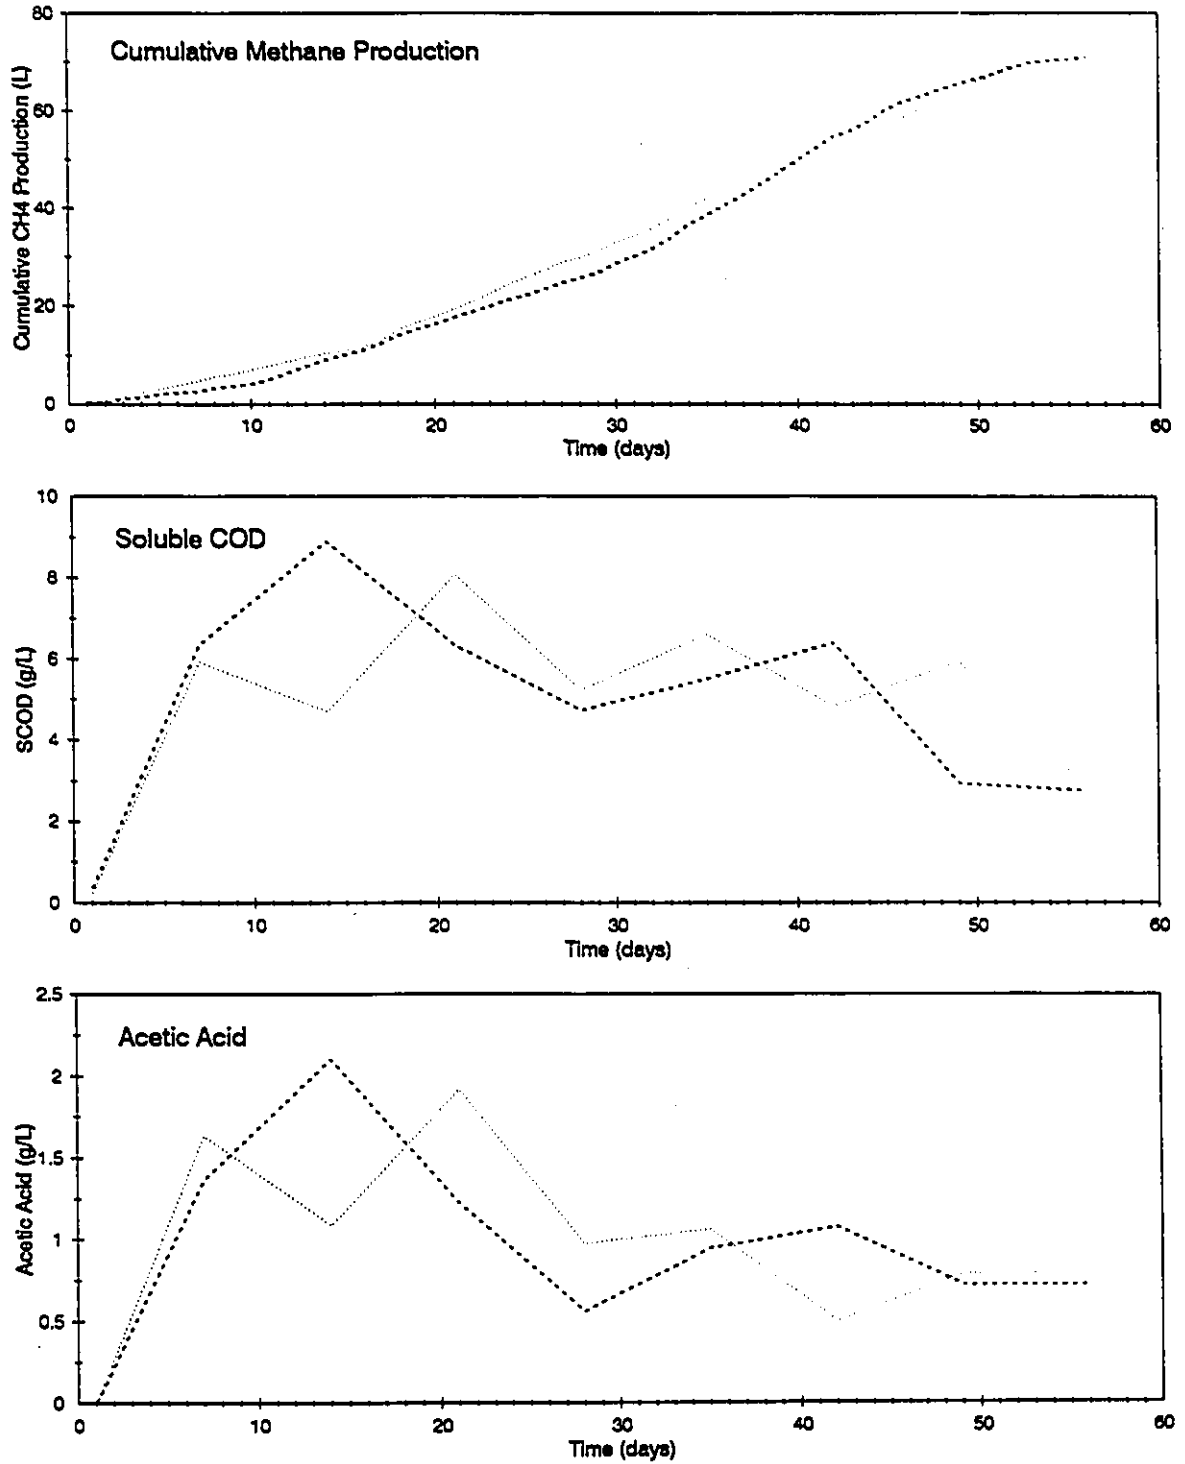 Cumulative Methane Production
Cumulative CH4 Production (L)
80
60
40
20
0
0 10 20 30 40 50 60
Time (days)
Soluble COD
SCOD (g/L)
10
8
6
4
2
0
0 10 20 30 40 50 60
Time (days)
Acetic Acid
Acetic Acid (g/L)
2.5
2
1.5
1
0.5
0
0 10 20 30 40 50 60
Time (days)